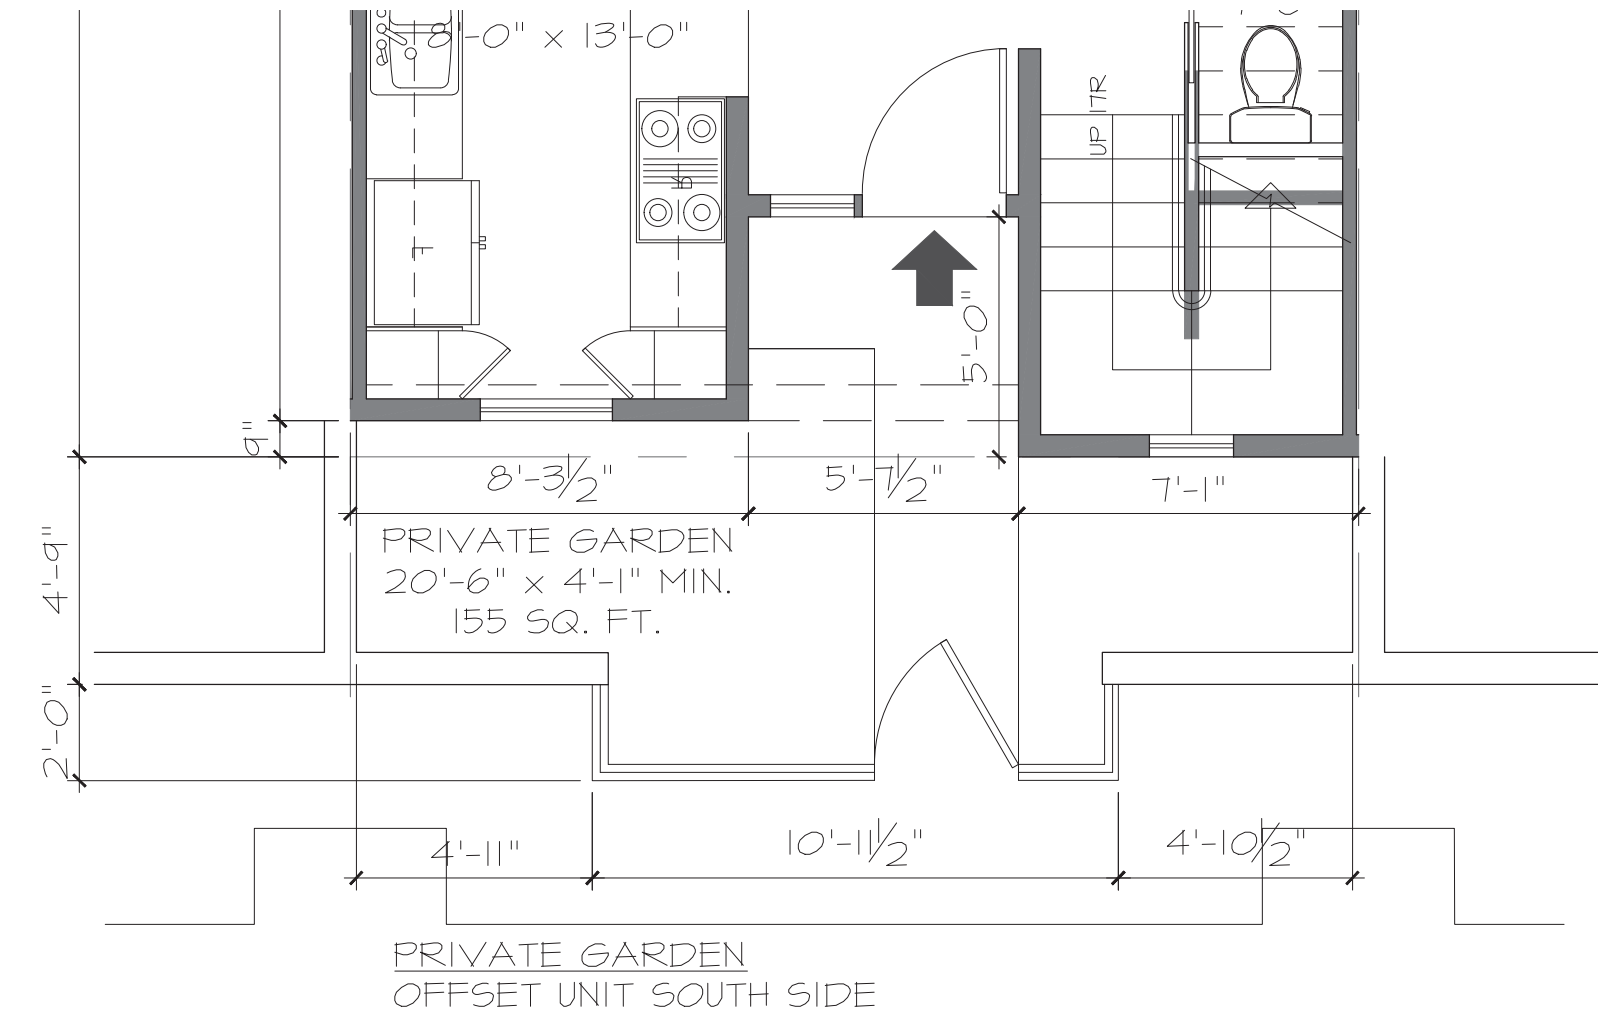 8'-0" x 13'-0"
UP 17R
R
F
5'-0"
9"
8'-3½"
5'-7½"
7'-1"
4'-9"
PRIVATE GARDEN
20'-6" x 4'-1" MIN.
155 SQ. FT.
2'-0"
4'-11"
10'-11½"
4'-10½"
PRIVATE GARDEN
OFFSET UNIT SOUTH SIDE